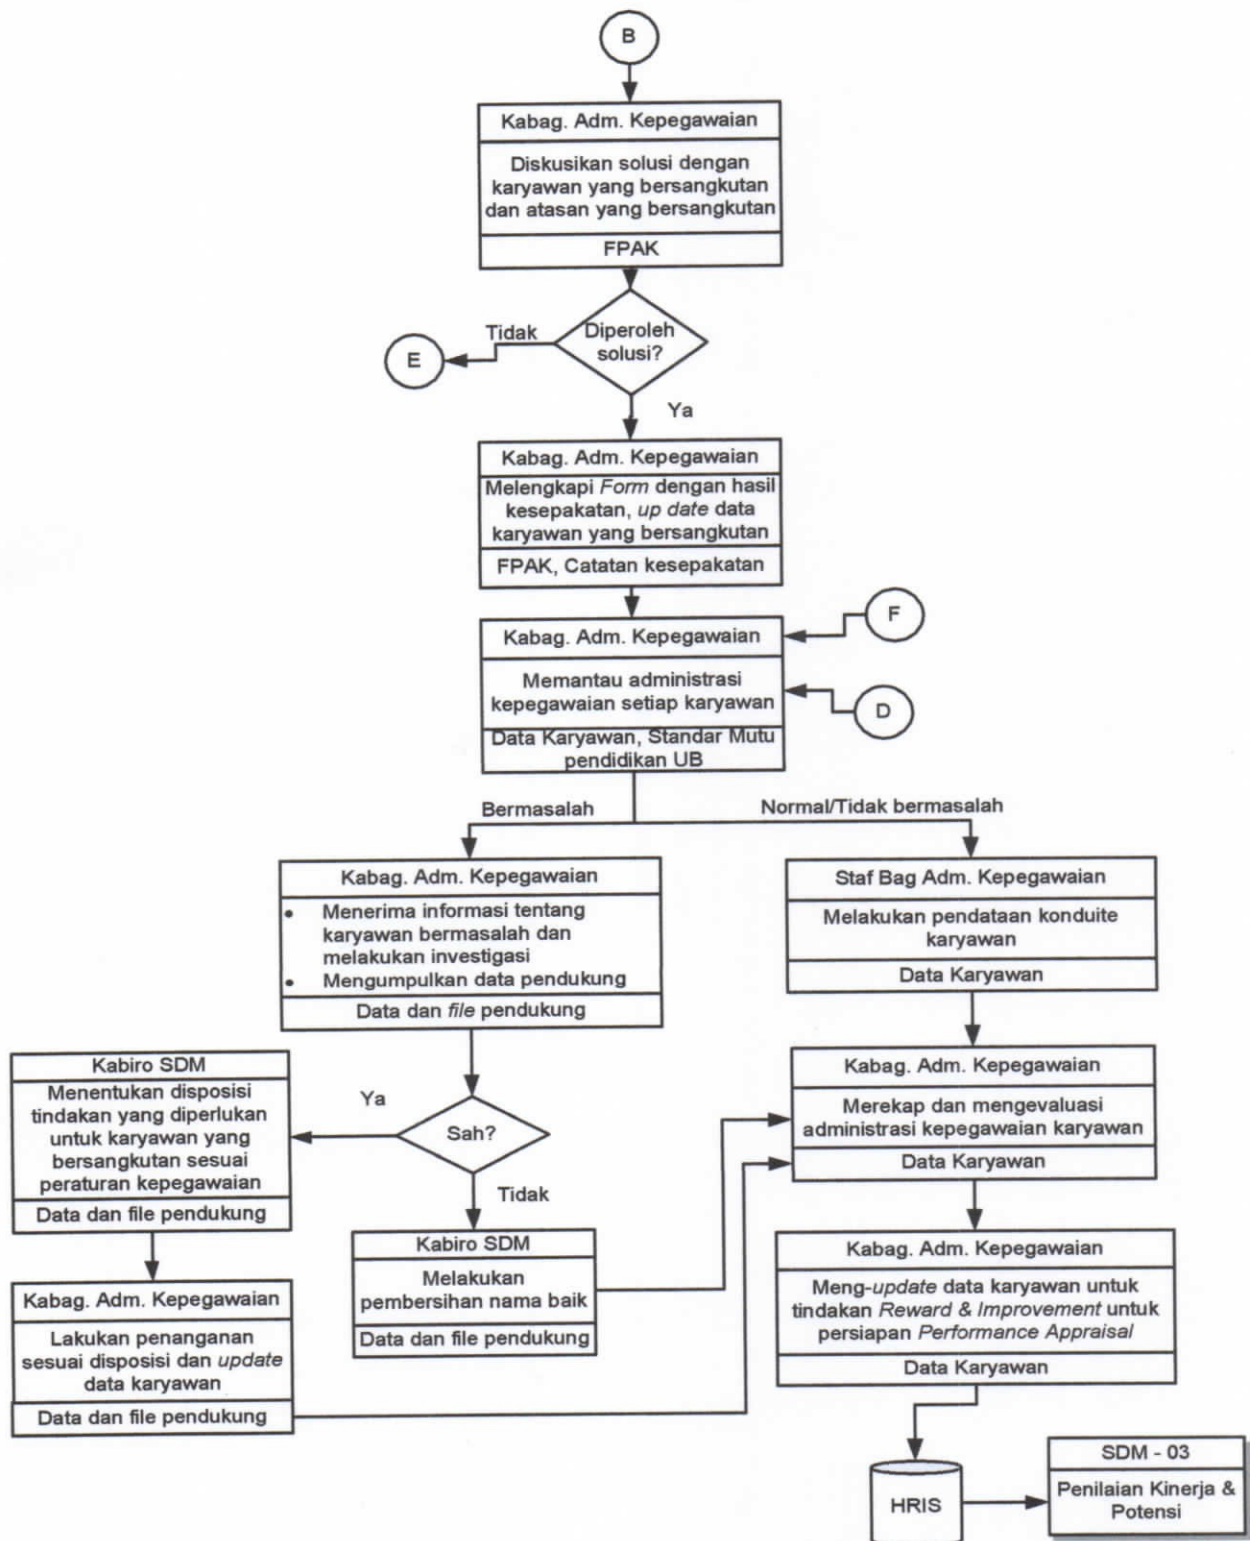 B
Kabag. Adm. Kepegawaian
Diskusikan solusi dengan
karyawan yang bersangkutan
dan atasan yang bersangkutan
FPAK
Diperoleh
solusi?
Tidak
E
Ya
Kabag. Adm. Kepegawaian
Melengkapi Form dengan hasil
kesepakatan, up date data
karyawan yang bersangkutan
FPAK, Catatan kesepakatan
F
Kabag. Adm. Kepegawaian
Memantau administrasi
kepegawaian setiap karyawan
D
Data Karyawan, Standar Mutu
pendidikan UB
Bermasalah
Normal/Tidak bermasalah
Kabag. Adm. Kepegawaian
• Menerima informasi tentang
karyawan bermasalah dan
melakukan investigasi
• Mengumpulkan data pendukung
Data dan file pendukung
Staf Bag Adm. Kepegawaian
Melakukan pendataan konduite
karyawan
Data Karyawan
Sah?
Ya
Tidak
Kabiro SDM
Menentukan disposisi
tindakan yang diperlukan
untuk karyawan yang
bersangkutan sesuai
peraturan kepegawaian
Data dan file pendukung
Kabag. Adm. Kepegawaian
Merekap dan mengevaluasi
administrasi kepegawaian karyawan
Data Karyawan
Kabiro SDM
Melakukan
pembersihan nama baik
Data dan file pendukung
Kabag. Adm. Kepegawaian
Lakukan penanganan
sesuai disposisi dan update
data karyawan
Data dan file pendukung
Kabag. Adm. Kepegawaian
Meng-update data karyawan untuk
tindakan Reward & Improvement untuk
persiapan Performance Appraisal
Data Karyawan
HRIS
SDM - 03
Penilaian Kinerja &
Potensi